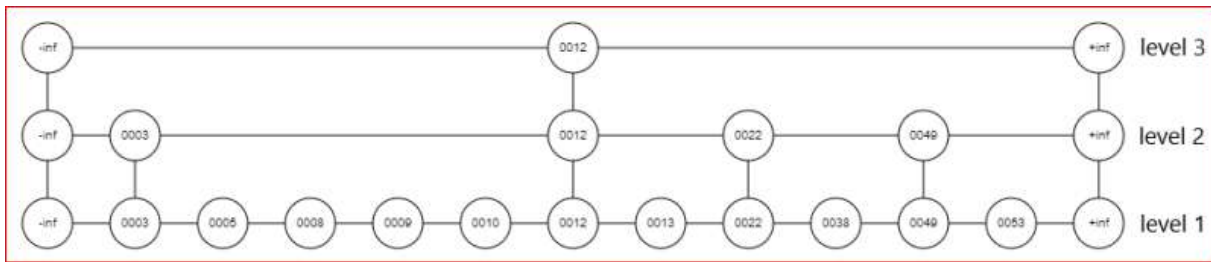 -inf 0012 +inf level 3
-inf 0003 0012 0022 0049 +inf level 2
-inf 0003 0005 0008 0009 0010 0012 0013 0022 0038 0049 0053 +inf level 1